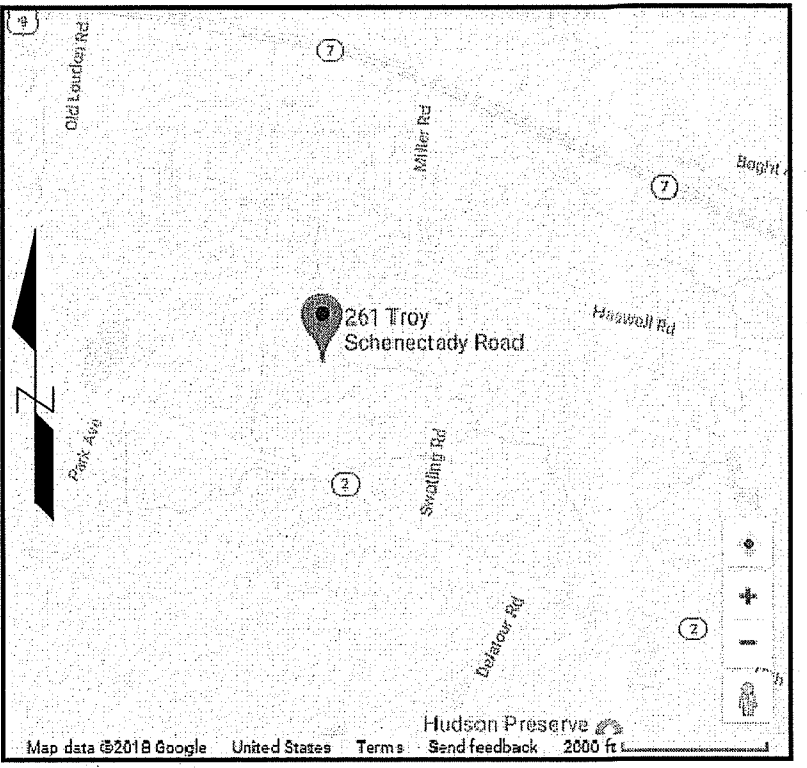 9
Old Loudon Rd
7
Miller Rd
7
261 Troy
Schenectady Road
Haswell Rd
Park Ave
2
Swatling Rd
Delatour Rd
2
Hudson Preserve
Map data ©2018 Google United States Terms Send feedback 2000 ft
N